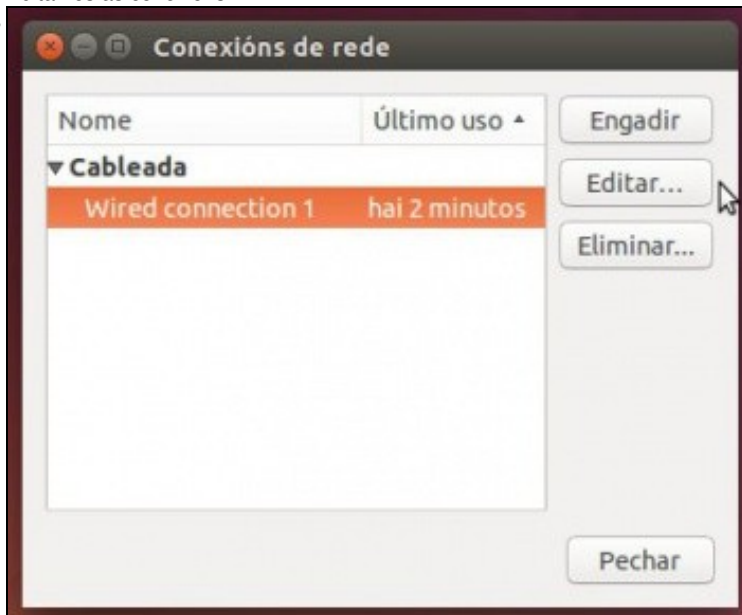 Conexións de rede
Nome
Último uso
Engadir
Cableada
Editar...
Wired connection 1
hai 2 minutos
Eliminar...
Pechar